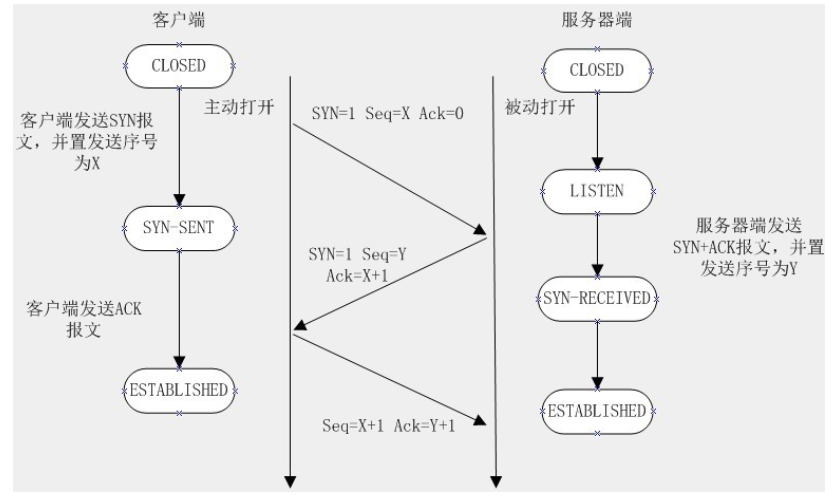 客户端
服务器端
CLOSED
CLOSED
主动打开
被动打开
SYN=1 Seq=X Ack=0
客户端发送SYN报
文，并置发送序号
为X
LISTEN
SYN-SENT
服务器端发送
SYN+ACK报文，并置
发送序号为Y
SYN=1 Seq=Y
Ack=X+1
SYN-RECEIVED
客户端发送ACK
报文
ESTABLISHED
ESTABLISHED
Seq=X+1 Ack=Y+1